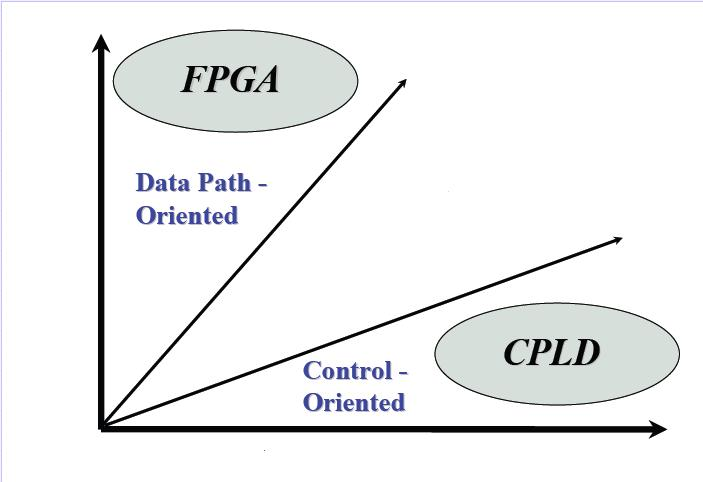 FPGA
Data Path -
Oriented
CPLD
Control -
Oriented